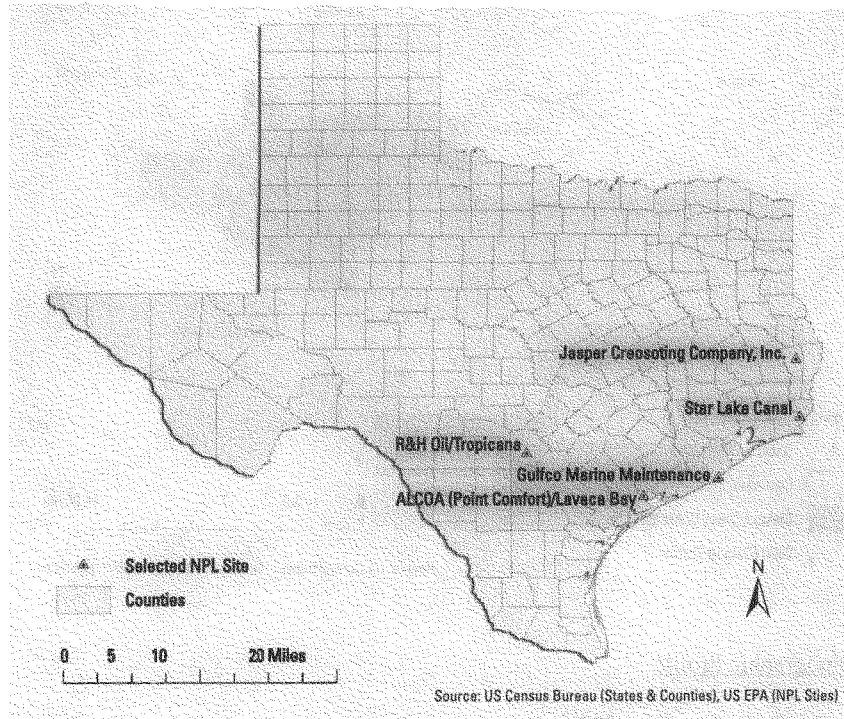 Jasper Creosoting Company, Inc.
Star Lake Canal
R&H Oil/Tropicana
Gulfco Marine Maintenance
ALCOA (Point Comfort)/Lavaca Bay
Selected NPL Site
Counties
N
0 5 10 20 Miles
Source: US Census Bureau (States & Counties), US EPA (NPL Sties)